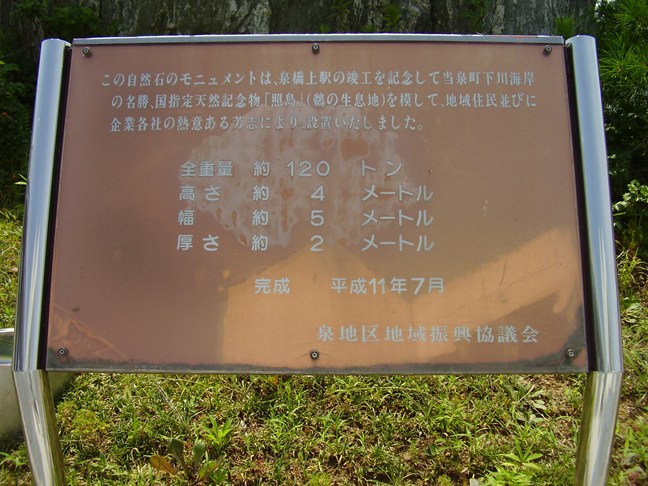 この自然石のモニュメントは、泉橋上駅の竣工を記念して当泉町下川海岸
の名勝、国指定天然記念物「照島」(鵜の生息地)を模して、地域住民並びに
企業各社の熱意ある芳志により、設置いたしました。
全重量 約 120 トン
高さ 約 4 メートル
幅 約 5 メートル
厚さ 約 2 メートル
完成 平成11年7月
泉地区地域振興協議会